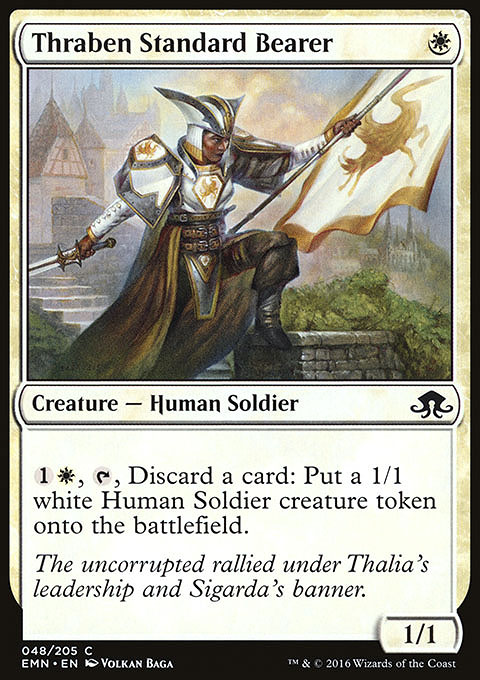 Thraben Standard Bearer
Creature — Human Soldier
1, , Discard a card: Put a 1/1
white Human Soldier creature token
onto the battlefield.
The uncorrupted rallied under Thalia's
leadership and Sigarda's banner.
1/1
048/205 C
EMN • EN Volkan Baga
™ & © 2016 Wizards of the Coast